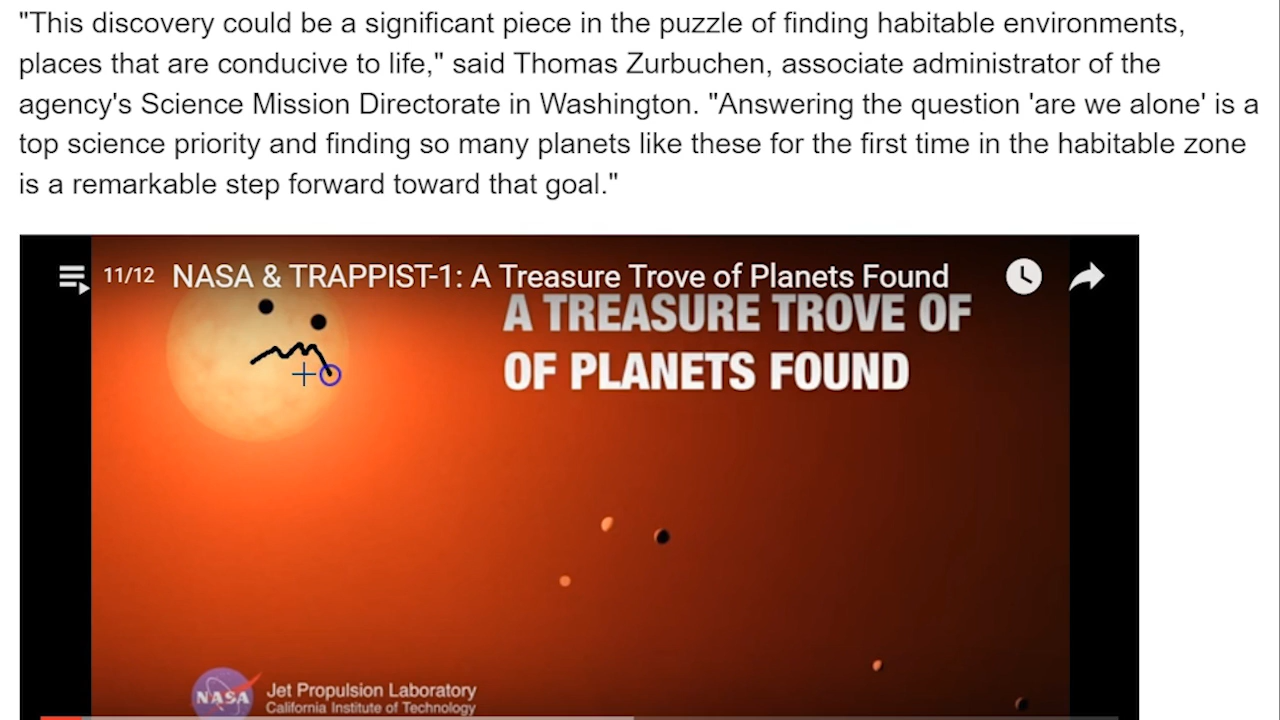 "This discovery could be a significant piece in the puzzle of finding habitable environments,
places that are conducive to life," said Thomas Zurbuchen, associate administrator of the
agency's Science Mission Directorate in Washington. "Answering the question 'are we alone' is a
top science priority and finding so many planets like these for the first time in the habitable zone
is a remarkable step forward toward that goal."
11/12 NASA & TRAPPIST-1: A Treasure Trove of Planets Found
A TREASURE TROVE OF
OF PLANETS FOUND
NASA
Jet Propulsion Laboratory
California Institute of Technology